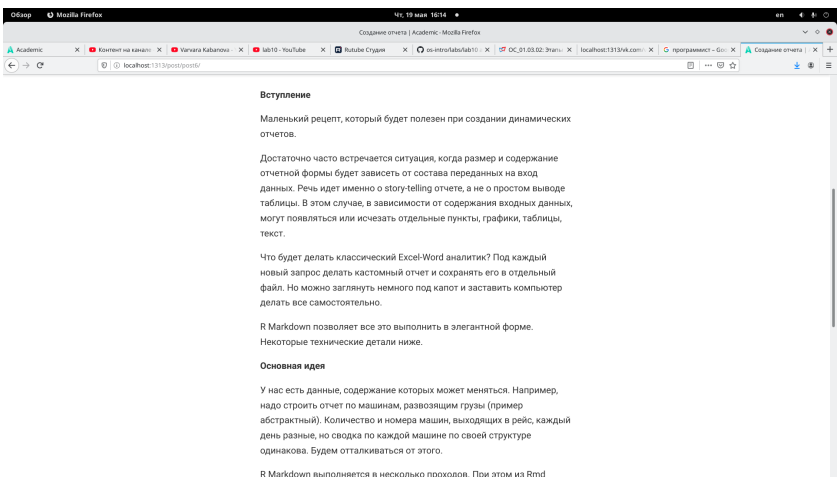 Обзор Mozilla Firefox Чт, 19 мая 16:14 en
Создание отчета | Academic - Mozilla Firefox
Academic Контент на канале Varvara Kabanova lab10 - YouTube Rutube Студия os-intro/labs/lab10 ОС_01.03.02: Этапы localhost:1313/vk.com/ программист – Goo Создание отчета |
localhost:1313/post/post6/
Вступление
Маленький рецепт, который будет полезен при создании динамических
отчетов.
Достаточно часто встречается ситуация, когда размер и содержание
отчетной формы будет зависеть от состава переданных на вход
данных. Речь идет именно о story-telling отчете, а не о простом выводе
таблицы. В этом случае, в зависимости от содержания входных данных,
могут появляться или исчезать отдельные пункты, графики, таблицы,
текст.
Что будет делать классический Excel-Word аналитик? Под каждый
новый запрос делать кастомный отчет и сохранять его в отдельный
файл. Но можно заглянуть немного под капот и заставить компьютер
делать все самостоятельно.
R Markdown позволяет все это выполнить в элегантной форме.
Некоторые технические детали ниже.
Основная идея
У нас есть данные, содержание которых может меняться. Например,
надо строить отчет по машинам, развозящим грузы (пример
абстрактный). Количество и номера машин, выходящих в рейс, каждый
день разные, но сводка по каждой машине по своей структуре
одинакова. Будем отталкиваться от этого.
R Markdown выполняется в несколько проходов. При этом из Rmd